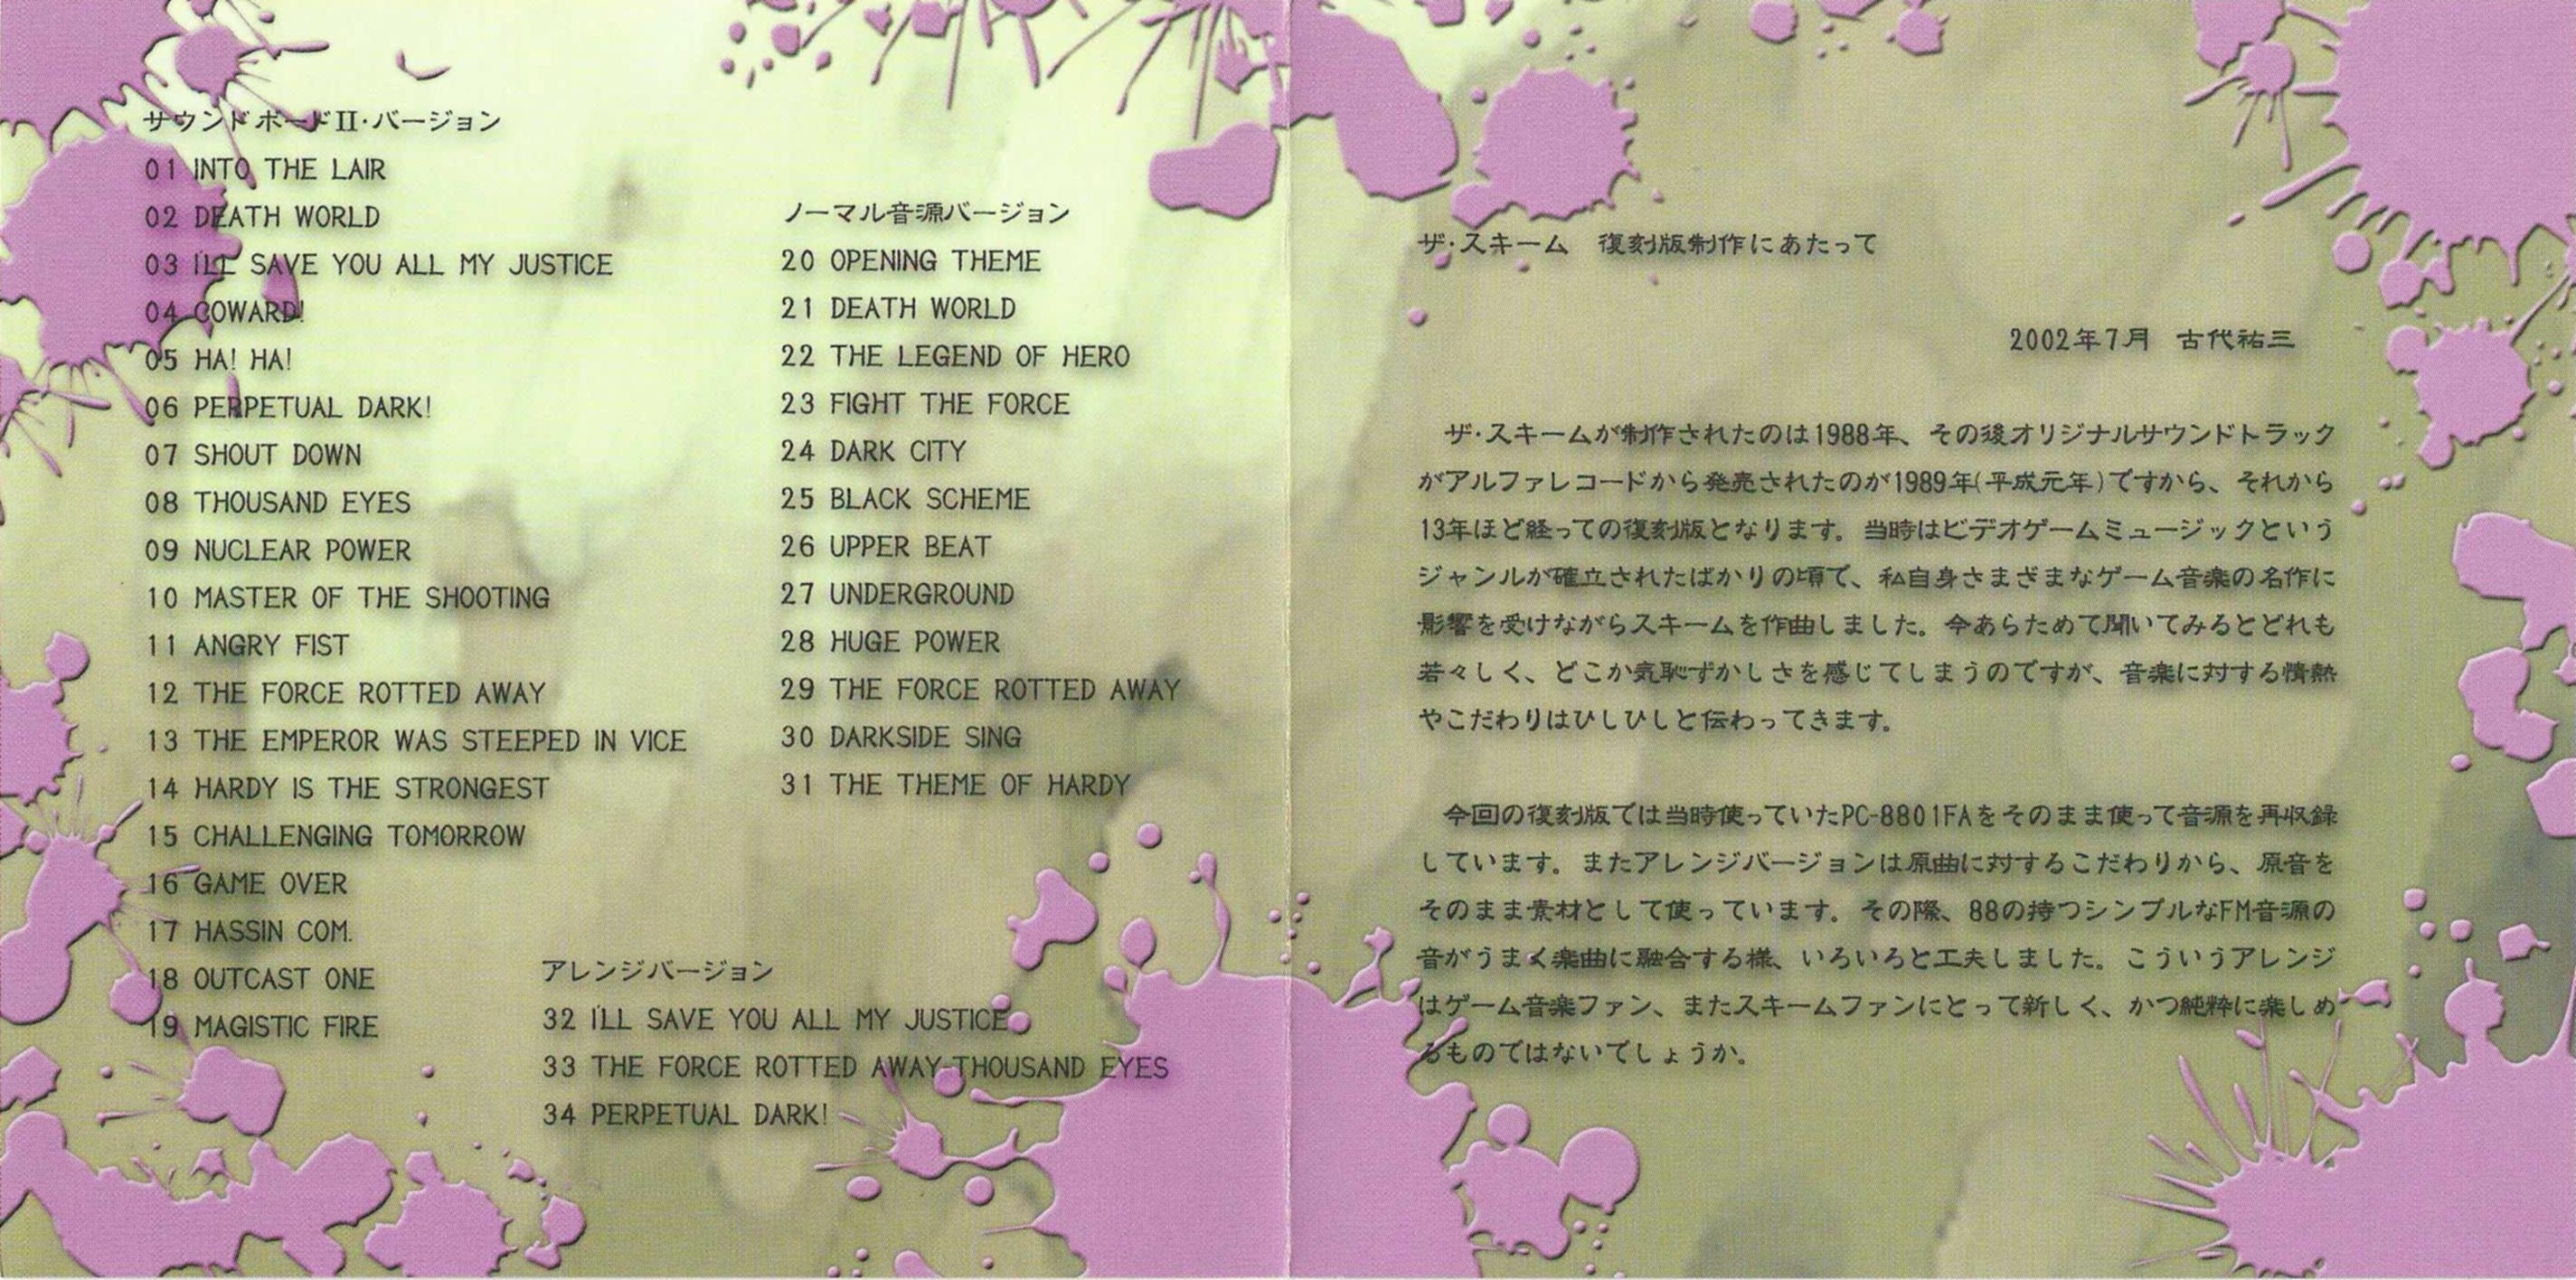 サウンドボードII・バージョン
01 INTO THE LAIR
02 DEATH WORLD
03 I'LL SAVE YOU ALL MY JUSTICE
04 COWARD!
05 HA! HA!
06 PERPETUAL DARK!
07 SHOUT DOWN
08 THOUSAND EYES
09 NUCLEAR POWER
10 MASTER OF THE SHOOTING
11 ANGRY FIST
12 THE FORCE ROTTED AWAY
13 THE EMPEROR WAS STEEPED IN VICE
14 HARDY IS THE STRONGEST
15 CHALLENGING TOMORROW
16 GAME OVER
17 HASSIN COM.
18 OUTCAST ONE
19 MAGISTIC FIRE
ノーマル音源バージョン
20 OPENING THEME
21 DEATH WORLD
22 THE LEGEND OF HERO
23 FIGHT THE FORCE
24 DARK CITY
25 BLACK SCHEME
26 UPPER BEAT
27 UNDERGROUND
28 HUGE POWER
29 THE FORCE ROTTED AWAY
30 DARKSIDE SING
31 THE THEME OF HARDY
アレンジバージョン
32 I'LL SAVE YOU ALL MY JUSTICE
33 THE FORCE ROTTED AWAY-THOUSAND EYES
34 PERPETUAL DARK!
ザ・スキーム 復刻版制作にあたって
2002年7月 古代祐三
ザ・スキームが制作されたのは1988年、その後オリジナルサウンドトラック
がアルファレコードから発売されたのが1989年(平成元年)ですから、それから
13年ほど経っての復刻版となります。当時はビデオゲームミュージックという
ジャンルが確立されたばかりの頃で、私自身さまざまなゲーム音楽の名作に
影響を受けながらスキームを作曲しました。今あらためて聞いてみるとどれも
若々しく、どこか気恥ずかしさを感じてしまうのですが、音楽に対する情熱
やこだわりはひしひしと伝わってきます。
今回の復刻版では当時使っていたPC-8801FAをそのまま使って音源を再収録
しています。またアレンジバージョンは原曲に対するこだわりから、原音を
そのまま素材として使っています。その際、88の持つシンプルなFM音源の
音がうまく楽曲に融合する様、いろいろと工夫しました。こういうアレンジ
はゲーム音楽ファン、またスキームファンにとって新しく、かつ純粋に楽しめ
るものではないでしょうか。